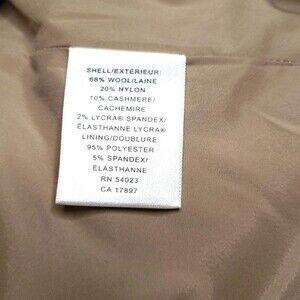 SHELL/EXTÉRIEUR:
68% WOOL/LAINE
20% NYLON
10% CASHMERE/
CACHEMIRE
2% LYCRA® SPANDEX/
ÉLASTHANNE LYCRA®
LINING/DOUBLURE
95% POLYESTER
5% SPANDEX/
ÉLASTHANNE
RN 54023
CA 17897